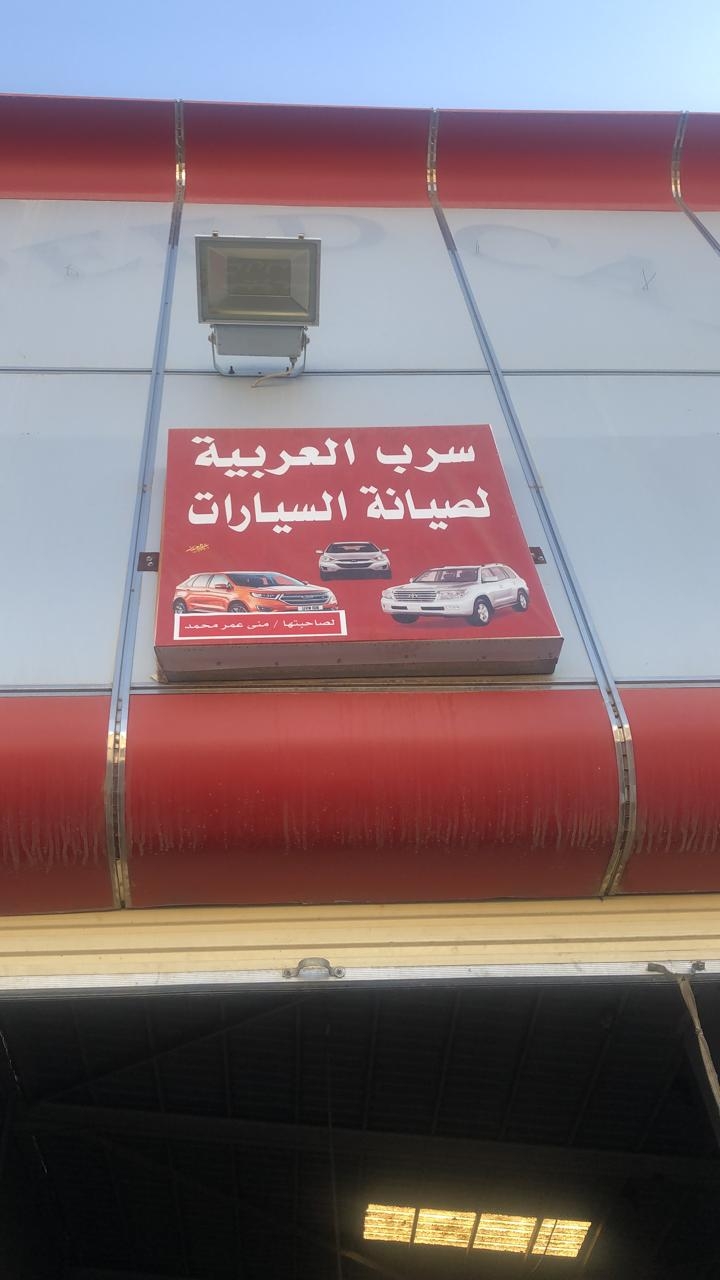 سرب العربية
لصيانة السيارات
لصاحبتها / منى عمر محمد